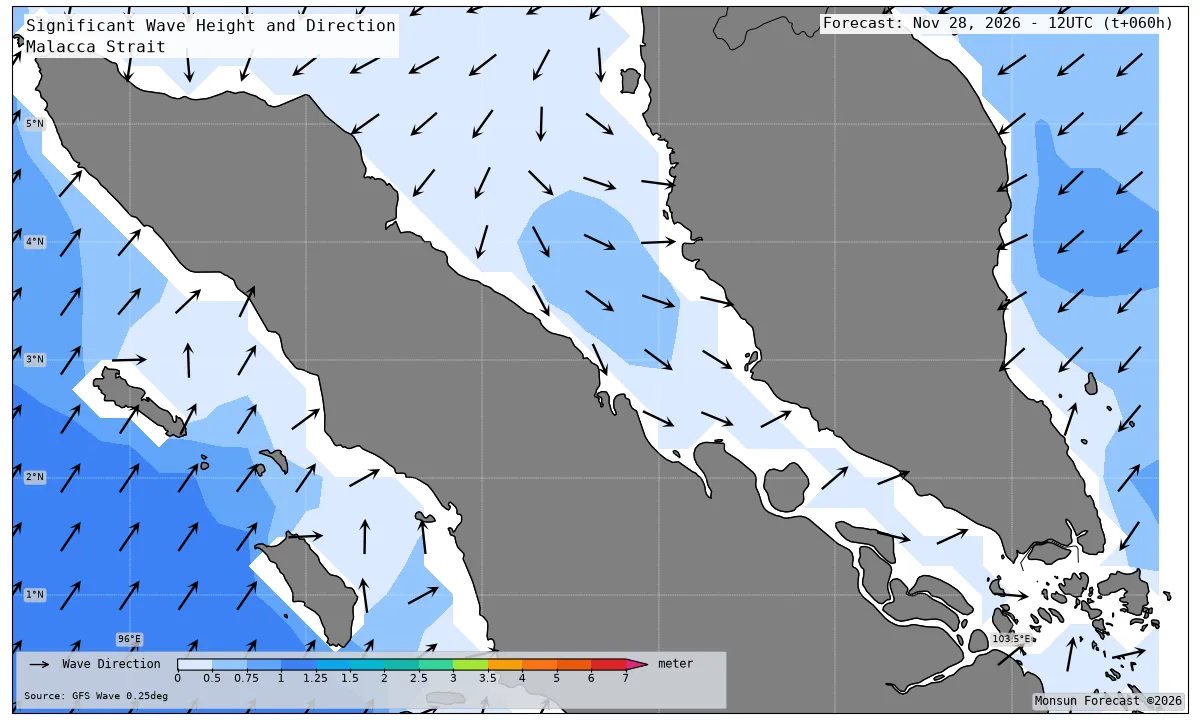 Significant Wave Height and Direction
Malacca Strait
Forecast: Nov 28, 2026 - 12UTC (t+060h)
5°N
4°N
3°N
2°N
1°N
96°E
103.5°E
Wave Direction
0 0.5 0.75 1 1.25 1.5 2 2.5 3 3.5 4 5 6 7
meter
Source: GFS Wave 0.25deg
Monsun Forecast ©2026